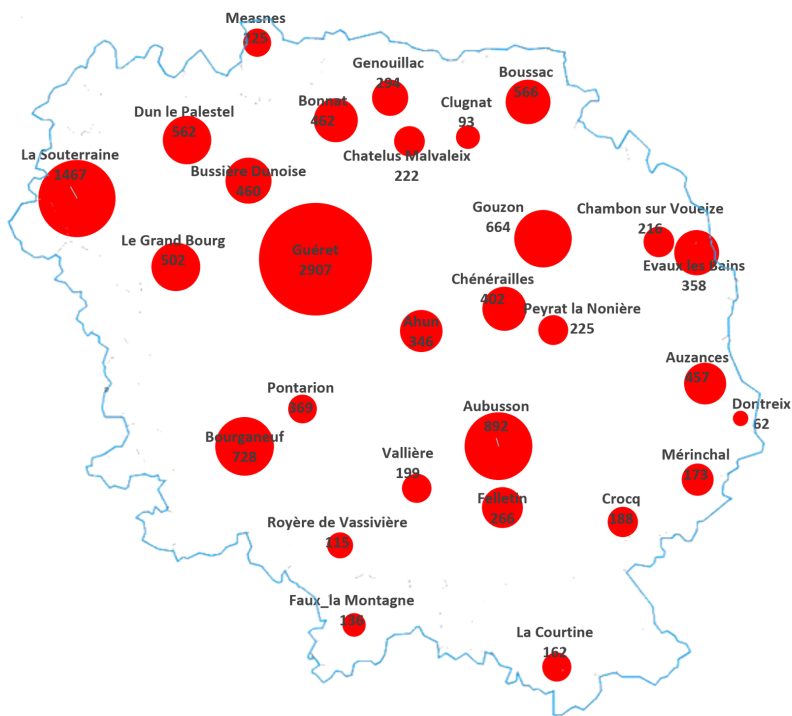 Measnes
225
Genouillac
294
Boussac
566
Bonnat
462
Clugnat
93
Dun le Palestel
562
Chatelus Malvaleix
222
La Souterraine
1467
Bussière Dunoise
460
Gouzon
664
Chambon sur Voueize
216
Le Grand Bourg
502
Guéret
2907
Evaux les Bains
358
Chénérailles
402
Peyrat la Nonière
225
Ahun
346
Auzances
457
Pontarion
369
Aubusson
892
Dontreix
62
Bourganeuf
728
Vallière
199
Mérinchal
173
Felletin
266
Crocq
188
Royère de Vassivière
115
Faux_la Montagne
136
La Courtine
162